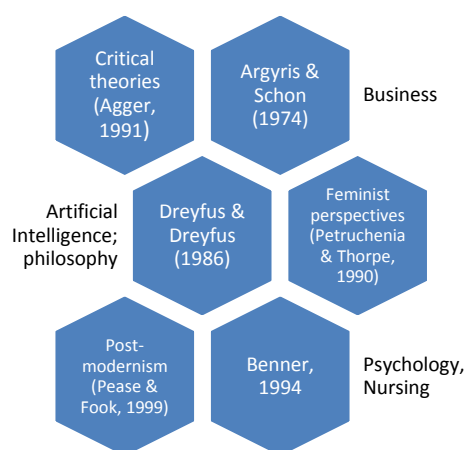 Critical
theories
(Agger,
1991)
Argyris &
Schon
(1974)
Business
Artificial
Intelligence;
philosophy
Dreyfus &
Dreyfus
(1986)
Feminist
perspectives
(Petruchenia
& Thorpe,
1990)
Post-
modernism
(Pease &
Fook, 1999)
Benner,
1994
Psychology,
Nursing